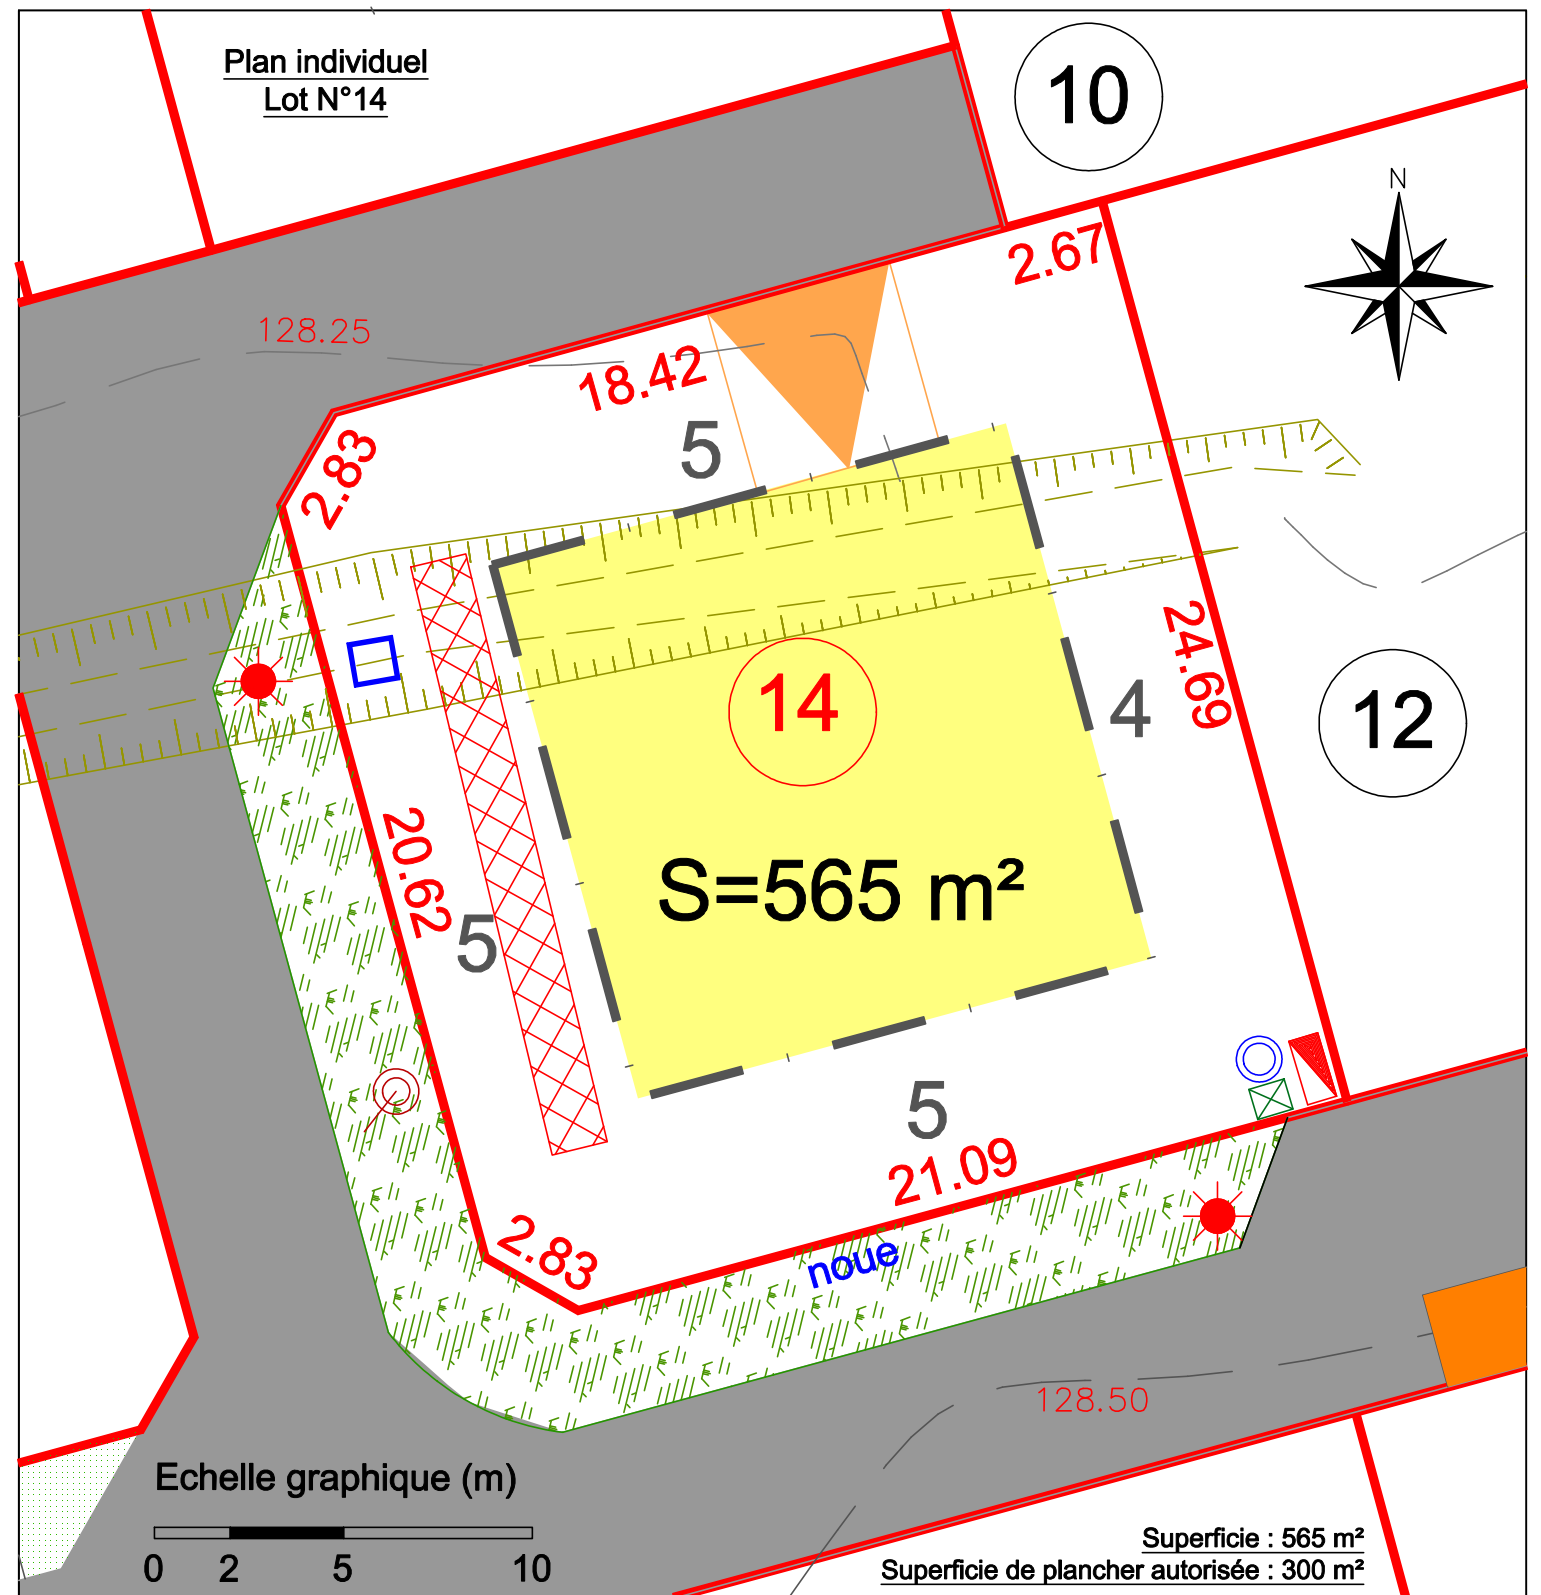 Plan individuel
Lot N°14
10
N
2.67
128.25
18.42
2.83
5
24.69
14
4
12
20.62
S=565 m²
5
5
21.09
2.83
noue
128.50
Echelle graphique (m)
0 2 5 10
Superficie : 565 m²
Superficie de plancher autorisée : 300 m²